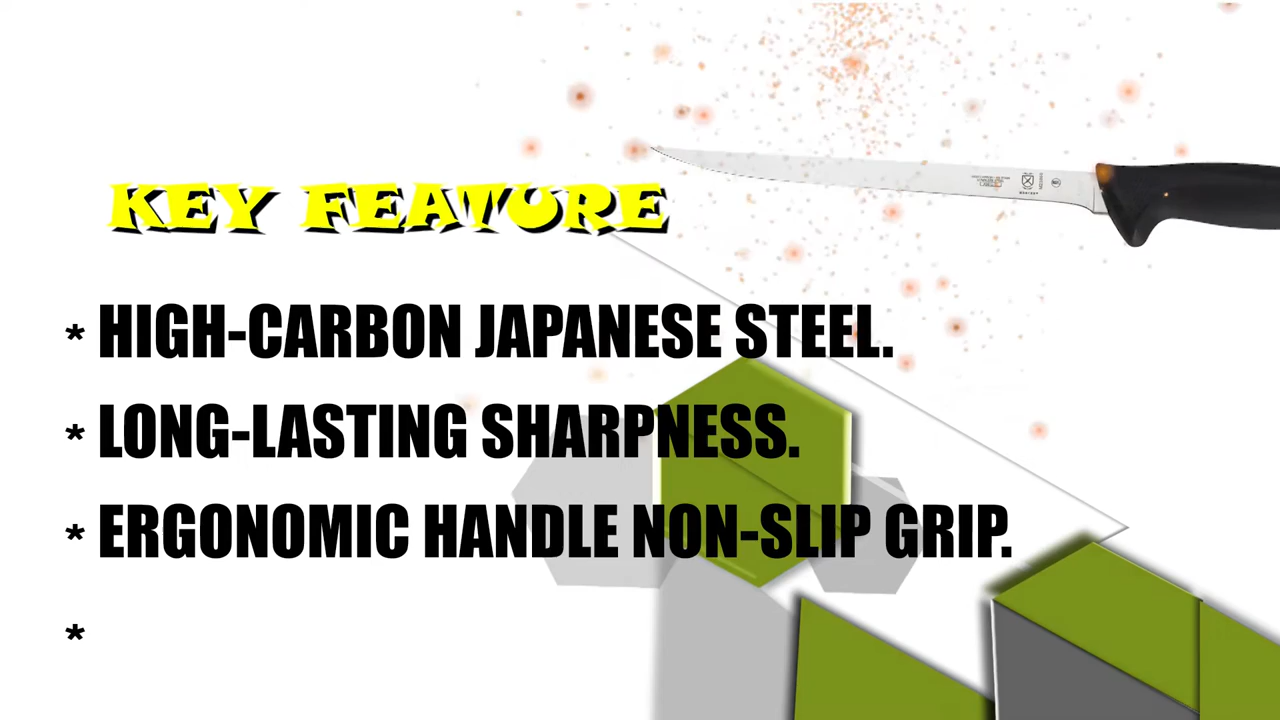 KEY FEATURE
* HIGH-CARBON JAPANESE STEEL.
* LONG-LASTING SHARPNESS.
* ERGONOMIC HANDLE NON-SLIP GRIP.
*